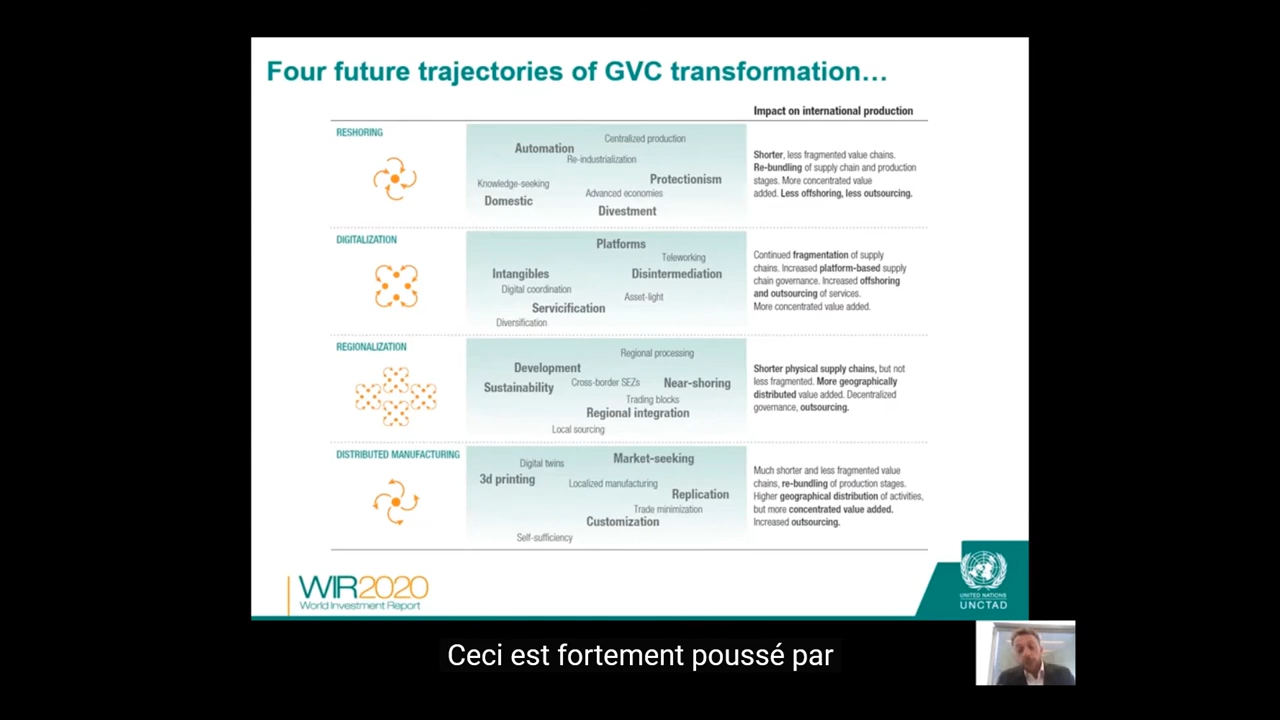 Four future trajectories of GVC transformation…
Impact on international production
RESHORING
Centralized production
Automation
Re-industrialization
Protectionism
Knowledge-seeking
Advanced economies
Domestic
Divestment
Shorter, less fragmented value chains.
Re-bundling of supply chain and production
stages. More concentrated value
added. Less offshoring, less outsourcing.
DIGITALIZATION
Platforms
Teleworking
Intangibles
Disintermediation
Digital coordination
Asset-light
Servicification
Diversification
Continued fragmentation of supply
chains. Increased platform-based supply
chain governance. Increased offshoring
and outsourcing of services.
More concentrated value added.
REGIONALIZATION
Regional processing
Development
Cross-border SEZs
Near-shoring
Sustainability
Trading blocks
Regional integration
Local sourcing
Shorter physical supply chains, but not
less fragmented. More geographically
distributed value added. Decentralized
governance, outsourcing.
DISTRIBUTED MANUFACTURING
Market-seeking
Digital twins
3d printing
Localized manufacturing
Replication
Trade minimization
Customization
Self-sufficiency
Much shorter and less fragmented value
chains, re-bundling of production stages.
Higher geographical distribution of activities,
but more concentrated value added.
Increased outsourcing.
WIR2020
World Investment Report
UNITED NATIONS
UNCTAD
Ceci est fortement poussé par